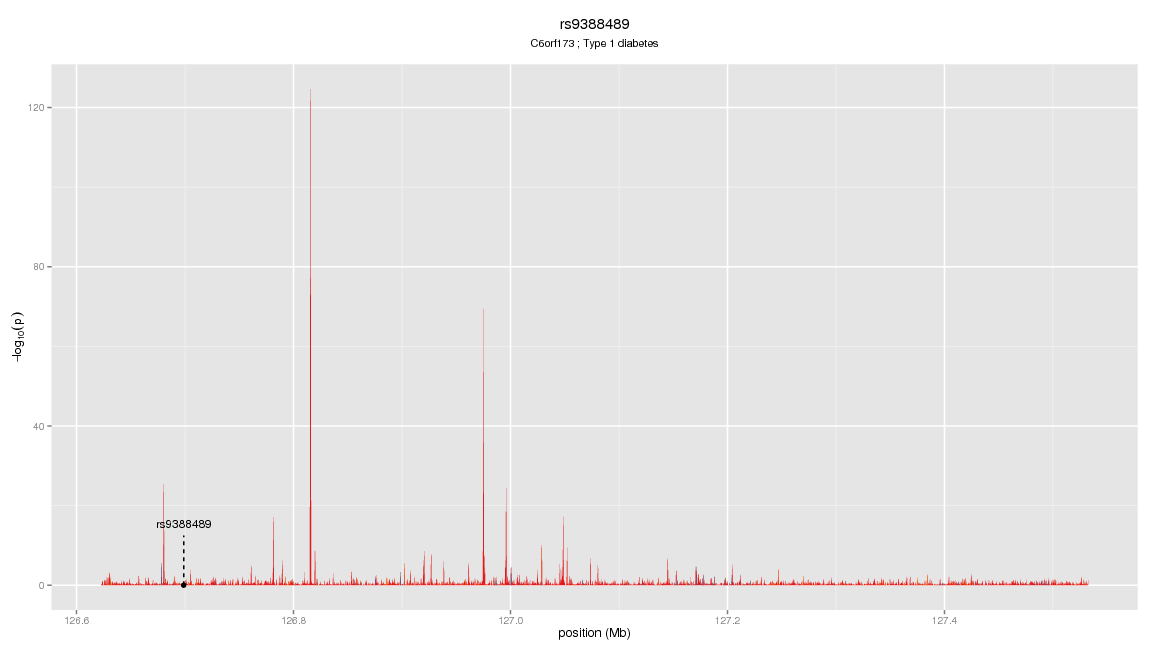 rs9388489
C6orf173 ; Type 1 diabetes
120
80
40
0
rs9388489
126.6 126.8 127.0 127.2 127.4
position (Mb)
−log10(p)